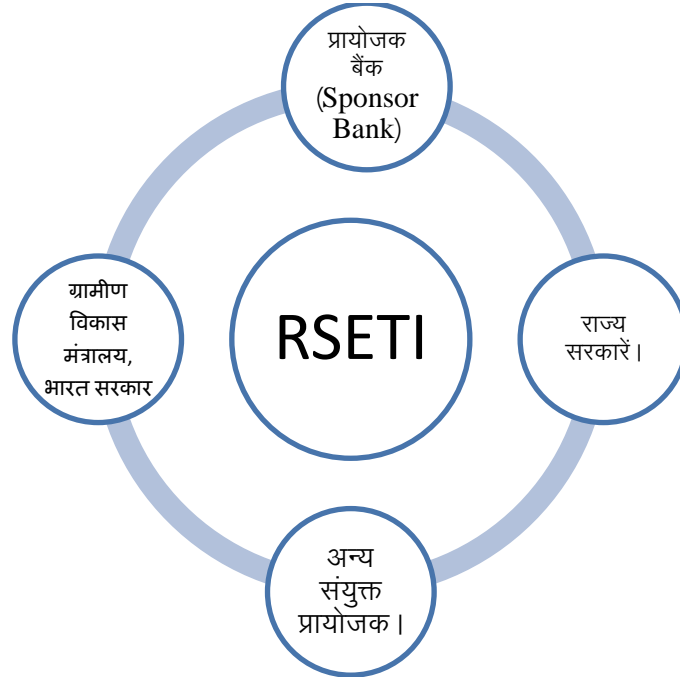 प्रायोजक
बैंक
(Sponsor
Bank)
ग्रामीण
विकास
मंत्रालय,
भारत सरकार
RSETI
राज्य
सरकारें।
अन्य
संयुक्त
प्रायोजक।